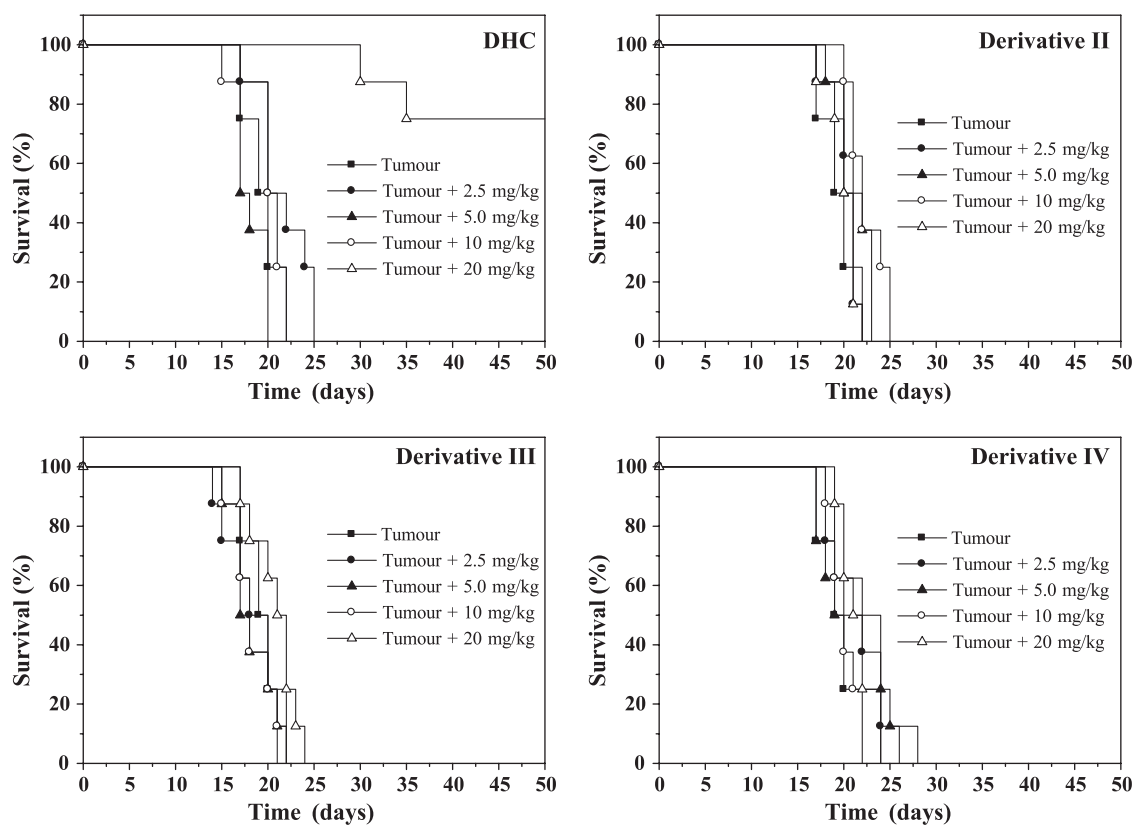 DHC
Survival (%)
100
80
60
40
20
0
Tumour
Tumour + 2.5 mg/kg
Tumour + 5.0 mg/kg
Tumour + 10 mg/kg
Tumour + 20 mg/kg
0 5 10 15 20 25 30 35 40 45 50
Time (days)
Derivative II
Survival (%)
100
80
60
40
20
0
Tumour
Tumour + 2.5 mg/kg
Tumour + 5.0 mg/kg
Tumour + 10 mg/kg
Tumour + 20 mg/kg
0 5 10 15 20 25 30 35 40 45 50
Time (days)
Derivative III
Survival (%)
100
80
60
40
20
0
Tumour
Tumour + 2.5 mg/kg
Tumour + 5.0 mg/kg
Tumour + 10 mg/kg
Tumour + 20 mg/kg
0 5 10 15 20 25 30 35 40 45 50
Time (days)
Derivative IV
Survival (%)
100
80
60
40
20
0
Tumour
Tumour + 2.5 mg/kg
Tumour + 5.0 mg/kg
Tumour + 10 mg/kg
Tumour + 20 mg/kg
0 5 10 15 20 25 30 35 40 45 50
Time (days)